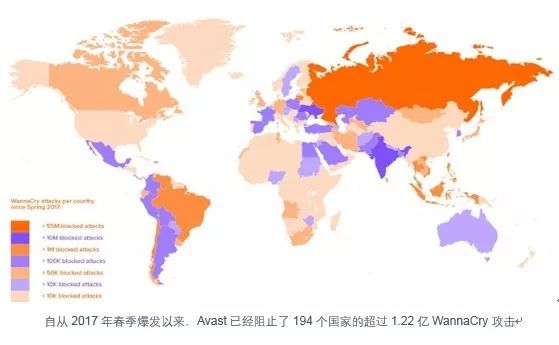 WannaCry attacks per country
since Spring 2017:
> 55M blocked attacks
> 10M blocked attacks
> 1M blocked attacks
> 100K blocked attacks
> 50K blocked attacks
> 10K blocked attacks
< 10K blocked attacks
自从 2017 年春季爆发以来，Avast 已经阻止了 194 个国家的超过 1.22 亿 WannaCry 攻击